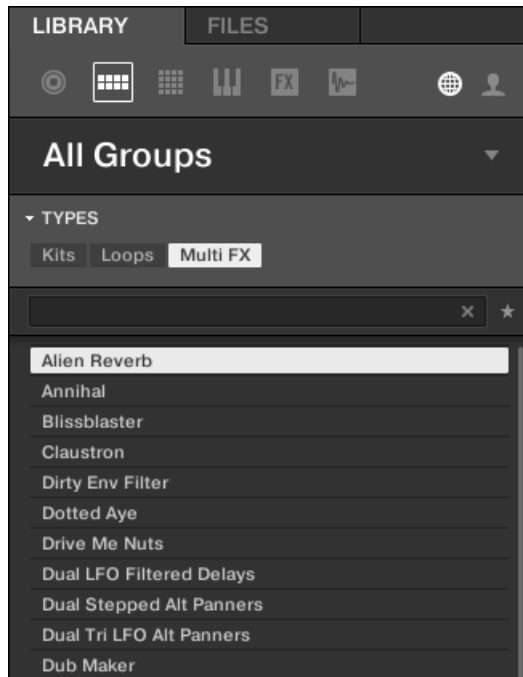 LIBRARY FILES
FX
All Groups
TYPES
Kits Loops Multi FX
Alien Reverb
Annihal
Blissblaster
Claustron
Dirty Env Filter
Dotted Aye
Drive Me Nuts
Dual LFO Filtered Delays
Dual Stepped Alt Panners
Dual Tri LFO Alt Panners
Dub Maker